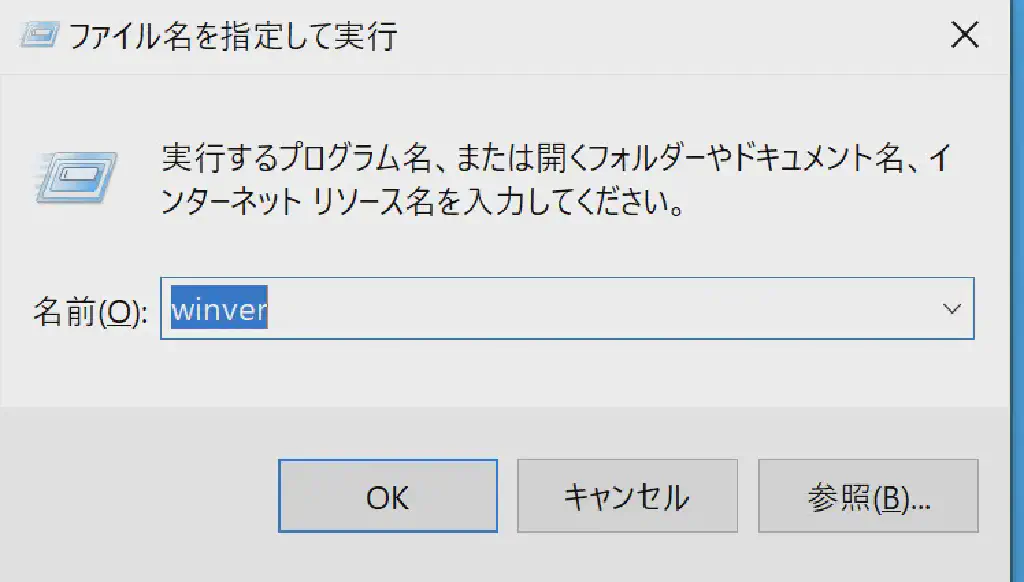 ファイル名を指定して実行
実行するプログラム名、または開くフォルダーやドキュメント名、イ
ンターネット リソース名を入力してください。
名前(O):
winver
OK
キャンセル
参照(B)...